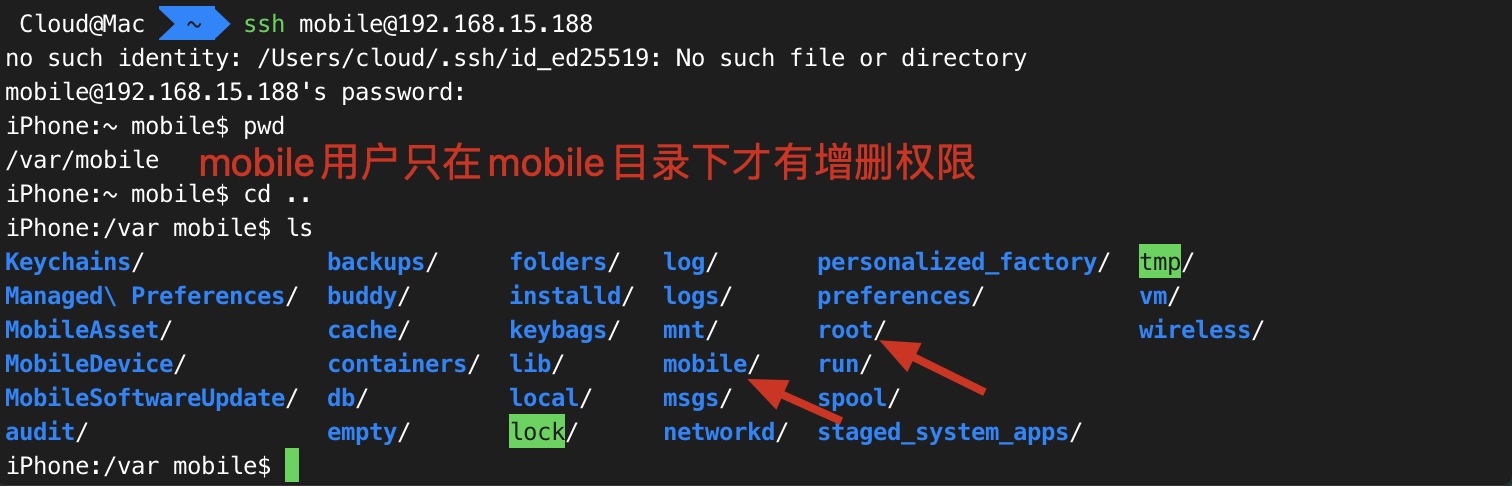 Cloud@Mac ~ ssh mobile@192.168.15.188
no such identity: /Users/cloud/.ssh/id_ed25519: No such file or directory
mobile@192.168.15.188's password:
iPhone:~ mobile$ pwd
/var/mobile mobile用户只在mobile目录下才有增删权限
iPhone:~ mobile$ cd ..
iPhone:/var mobile$ ls
Keychains/ backups/ folders/ log/ personalized_factory/ tmp/
Managed\ Preferences/ buddy/ installd/ logs/ preferences/ vm/
MobileAsset/ cache/ keybags/ mnt/ root/ wireless/
MobileDevice/ containers/ lib/ mobile/ run/
MobileSoftwareUpdate/ db/ local/ msgs/ spool/
audit/ empty/ lock/ networkd/ staged_system_apps/
iPhone:/var mobile$